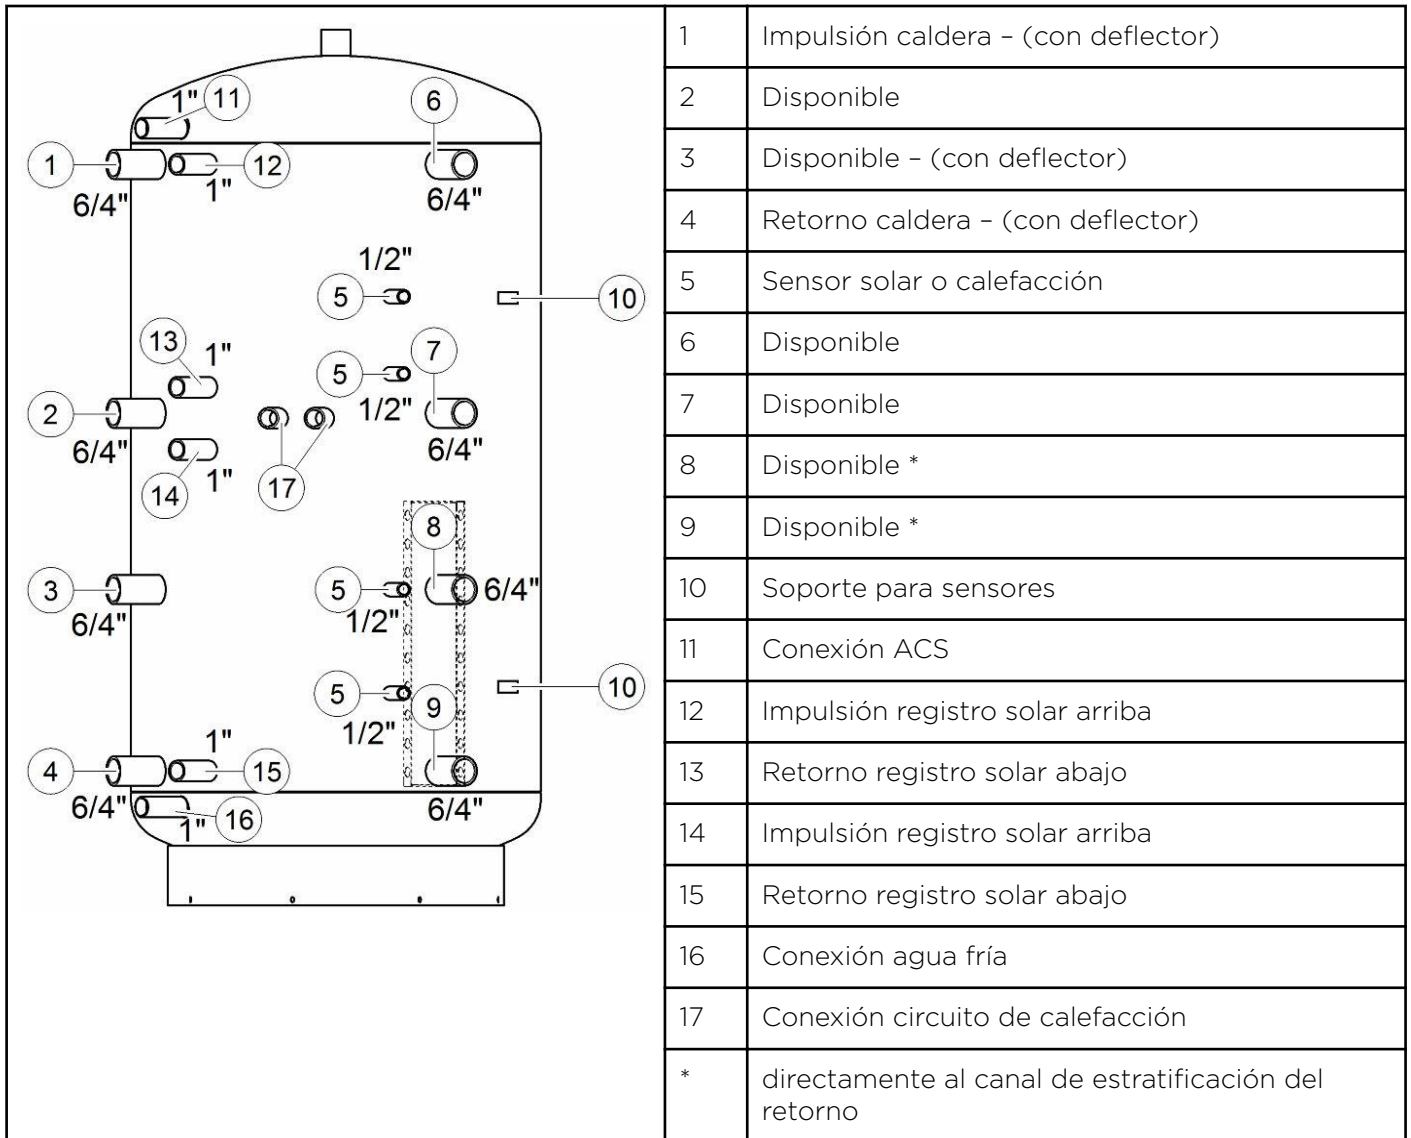 1" 11
6
1
12
6/4"
1"
6/4"
1/2"
5
10
13
1"
5
7
2
1/2"
6/4"
6/4"
14
1"
17
8
3
5
6/4"
6/4"
1/2"
5
10
9
1/2"
1"
4
15
6/4"
1"
16
6/4"
1 Impulsión caldera – (con deflector)
2 Disponible
3 Disponible – (con deflector)
4 Retorno caldera – (con deflector)
5 Sensor solar o calefacción
6 Disponible
7 Disponible
8 Disponible *
9 Disponible *
10 Soporte para sensores
11 Conexión ACS
12 Impulsión registro solar arriba
13 Retorno registro solar abajo
14 Impulsión registro solar arriba
15 Retorno registro solar abajo
16 Conexión agua fría
17 Conexión circuito de calefacción
* directamente al canal de estratificación del
retorno